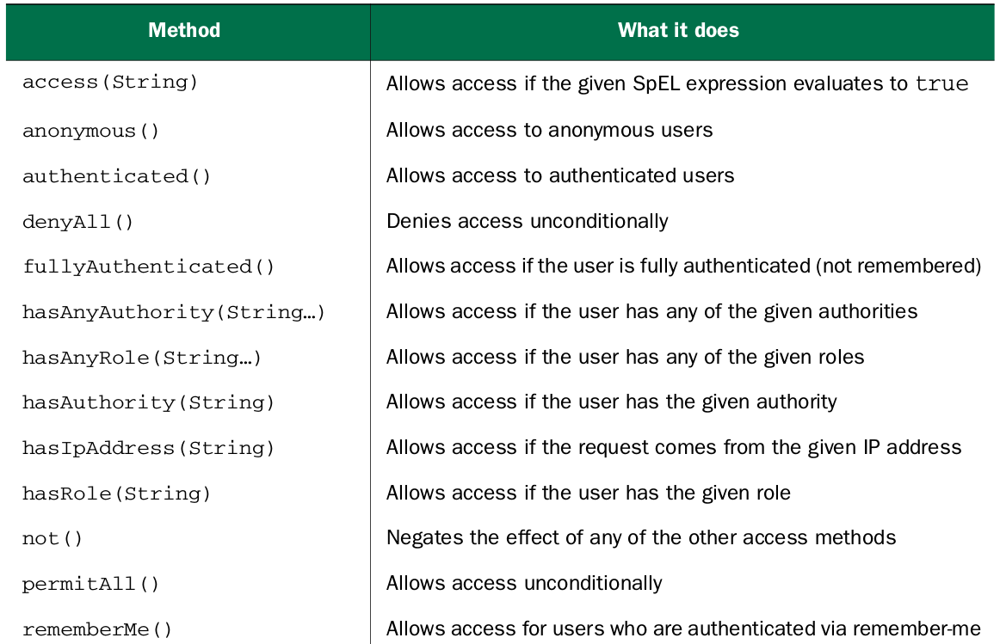 Method What it does
access(String) Allows access if the given SpEL expression evaluates to true
anonymous() Allows access to anonymous users
authenticated() Allows access to authenticated users
denyAll() Denies access unconditionally
fullyAuthenticated() Allows access if the user is fully authenticated (not remembered)
hasAnyAuthority(String…) Allows access if the user has any of the given authorities
hasAnyRole(String…) Allows access if the user has any of the given roles
hasAuthority(String) Allows access if the user has the given authority
hasIpAddress(String) Allows access if the request comes from the given IP address
hasRole(String) Allows access if the user has the given role
not() Negates the effect of any of the other access methods
permitAll() Allows access unconditionally
rememberMe() Allows access for users who are authenticated via remember-me